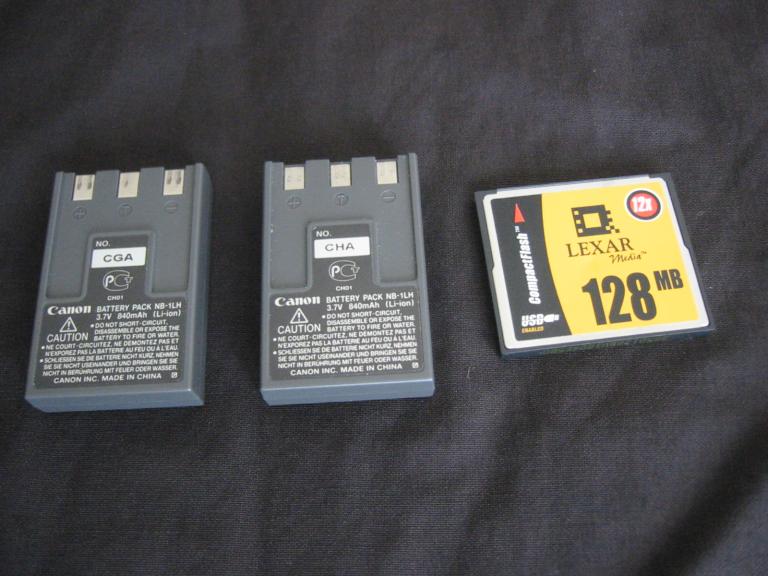 NO.
CGA
PCT
CH01
Canon BATTERY PACK NB-1LH
3.7V 840mAh (Li-ion)
CAUTION
• DO NOT SHORT-CIRCUIT,
DISASSEMBLE OR EXPOSE
BATTERY TO FIRE OR WATER.
• NE COURT-CIRCUITEZ, NE DEMONTEZ PAS ET
N'EXPOSEZ PAS LA BATTERIE AU FEU OU À L'EAU.
• SCHLIESSEN SIE DIE BATTERIE NICHT KURZ, NEHMEN
SIE SIE NICHT USEINANDER UND BRINGEN SIE SIE
NICHT IN BERÜHRUNG MIT FEUER ODER WASSER.
CANON INC. MADE IN CHINA
NO.
CHA
PCT
CH01
Canon BATTERY PACK NB-1LH
3.7V 840mAh (Li-ion)
CAUTION
• DO NOT SHORT-CIRCUIT,
DISASSEMBLE OR EXPOSE
BATTERY TO FIRE OR WATER.
• NE COURT-CIRCUITEZ, NE DEMONTEZ PAS ET
N'EXPOSEZ PAS LA BATTERIE AU FEU OU À L'EAU.
• SCHLIESSEN SIE DIE BATTERIE NICHT KURZ, NEHMEN
SIE SIE NICHT USEINANDER UND BRINGEN SIE SIE
NICHT IN BERÜHRUNG MIT FEUER ODER WASSER.
CANON INC. MADE IN CHINA
12x
LEXAR
Media™
CompactFlash™
128 MB
USB
ENABLED